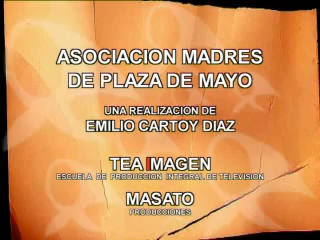 ASOCIACION MADRES
DE PLAZA DE MAYO
UNA REALIZACION DE
EMILIO CARTOY DIAZ
TEA IMAGEN
ESCUELA DE PRODUCCION INTEGRAL DE TELEVISION
MASATO
PRODUCCIONES